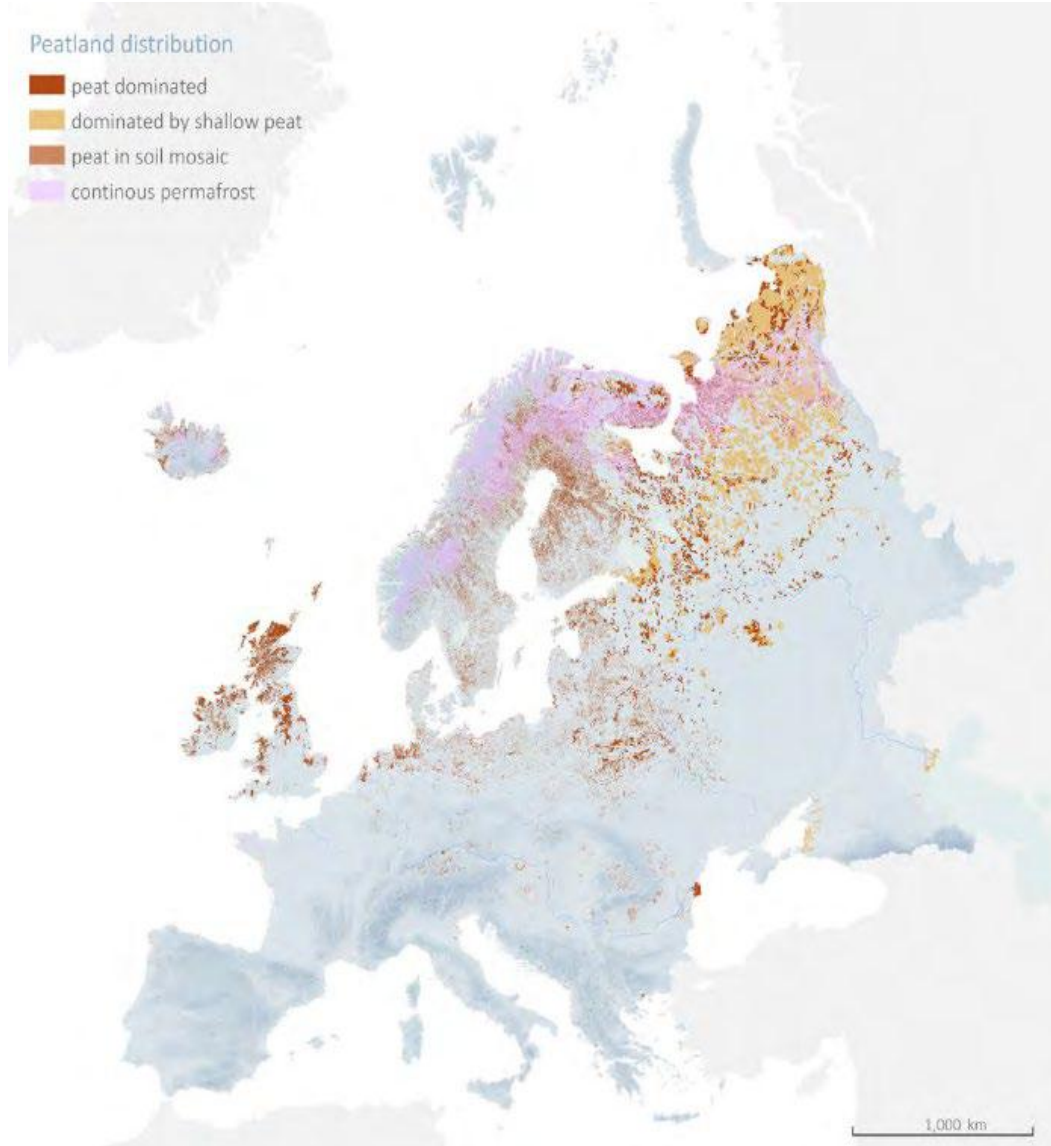 Peatland distribution
peat dominated
dominated by shallow peat
peat in soil mosaic
continous permafrost
1,000 km